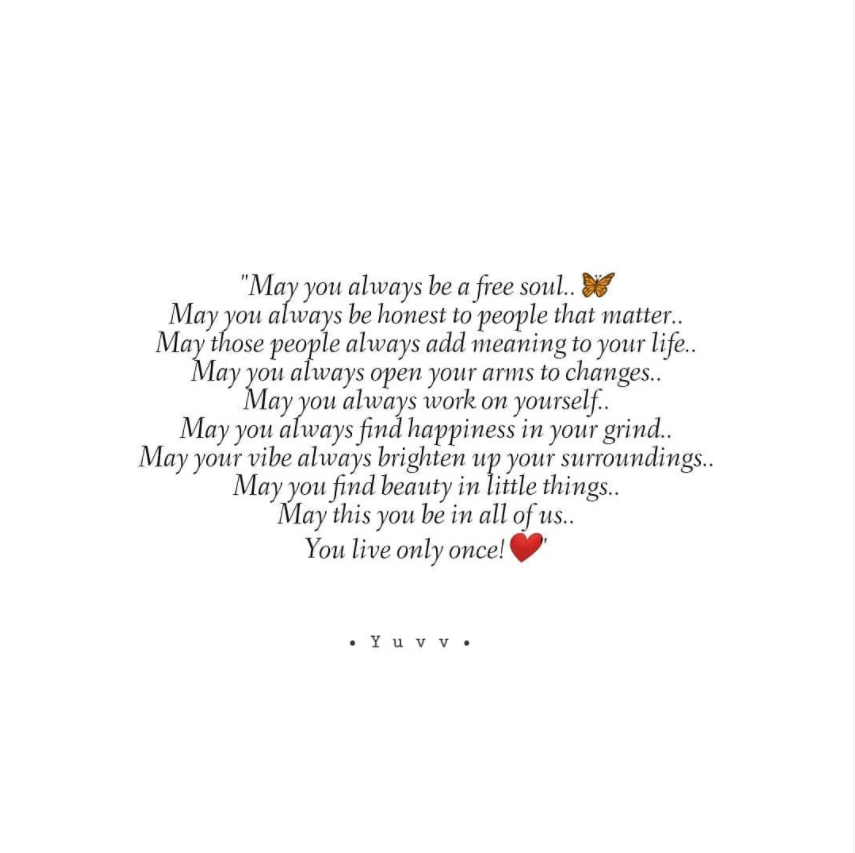 "May you always be a free soul.. 🦋
May you always be honest to people that matter..
May those people always add meaning to your life..
May you always open your arms to changes..
May you always work on yourself..
May you always find happiness in your grind..
May your vibe always brighten up your surroundings..
May you find beauty in little things..
May this you be in all of us..
You live only once! ❤️"
• Y u v v •